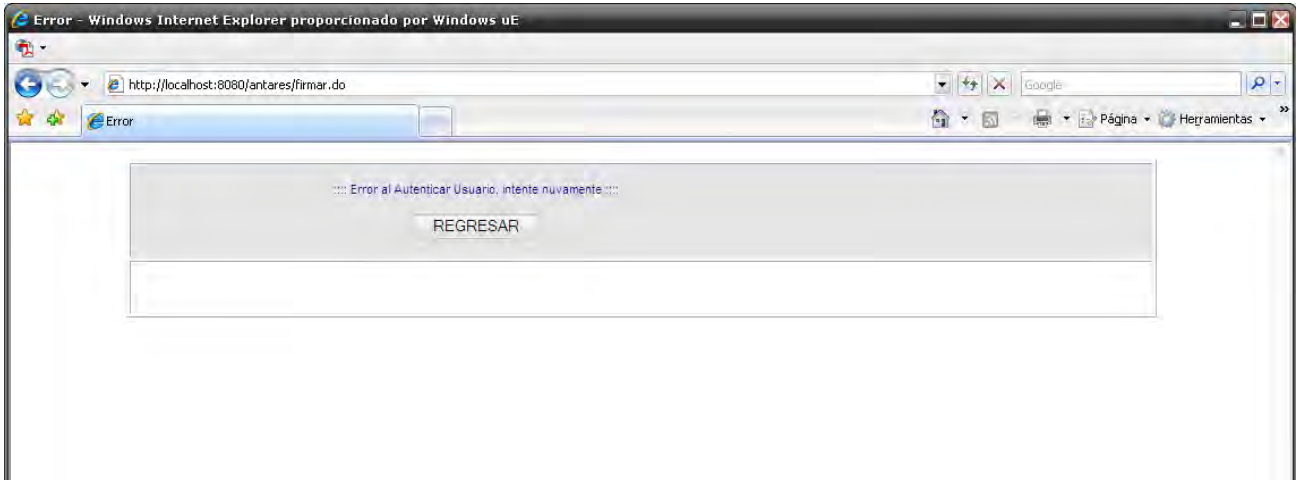 Error - Windows Internet Explorer proporcionado por Windows uE
http://localhost:8080/antares/firmar.do
Google
Error
Página
Herramientas
»
:::: Error al Autenticar Usuario, intente nuvamente ::::
REGRESAR